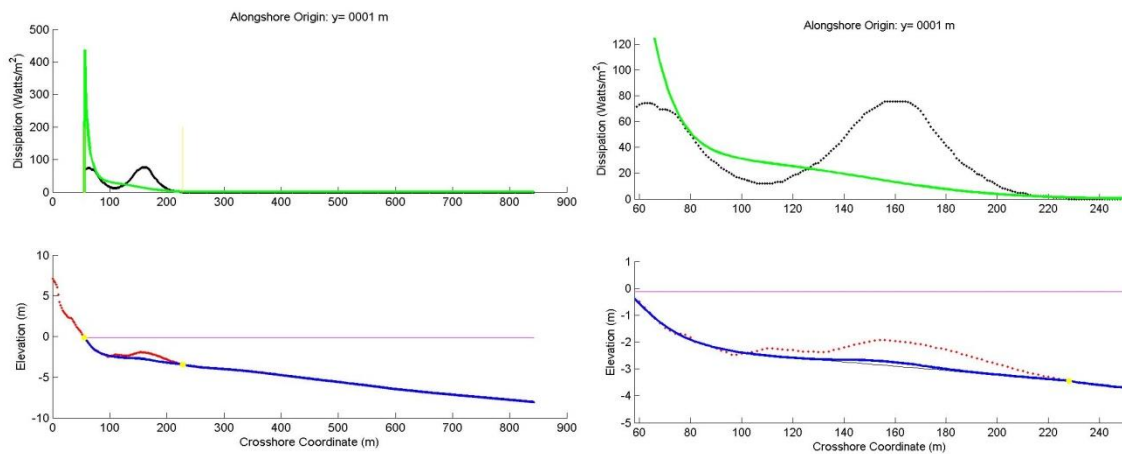 Alongshore Origin: y= 0001 m
500
400
300
200
100
0
Dissipation (Watts/m²)
0 100 200 300 400 500 600 700 800 900
10
5
0
-5
-10
Elevation (m)
0 100 200 300 400 500 600 700 800 900
Crosshore Coordinate (m)
Alongshore Origin: y= 0001 m
120
100
80
60
40
20
0
Dissipation (Watts/m²)
60 80 100 120 140 160 180 200 220 240
1
0
-1
-2
-3
-4
-5
Elevation (m)
60 80 100 120 140 160 180 200 220 240
Crosshore Coordinate (m)